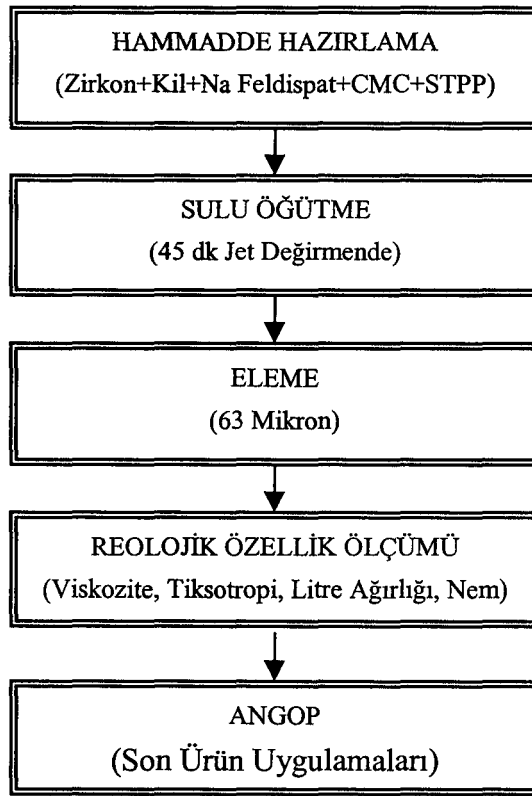 HAMMADDE HAZIRLAMA
(Zirkon+Kil+Na Feldispat+CMC+STPP)
SULU ÖĞÜTME
(45 dk Jet Değirmende)
ELEME
(63 Mikron)
REOLOJİK ÖZELLİK ÖLÇÜMÜ
(Viskozite, Tiksotropi, Litre Ağırlığı, Nem)
ANGOP
(Son Ürün Uygulamaları)